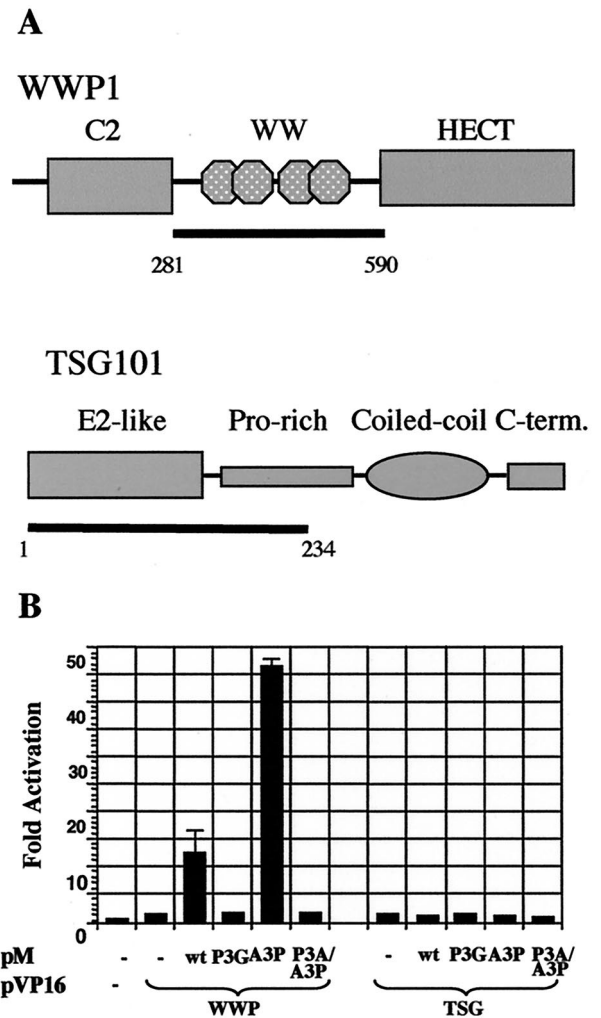 A
WWP1
C2 WW HECT
281 590
TSG101
E2-like Pro-rich Coiled-coil C-term.
1 234
B
Fold Activation
50
40
30
20
10
0
pM - - wt P3G A3P P3A/A3P - wt P3G A3P P3A/A3P
pVP16 - WWP TSG